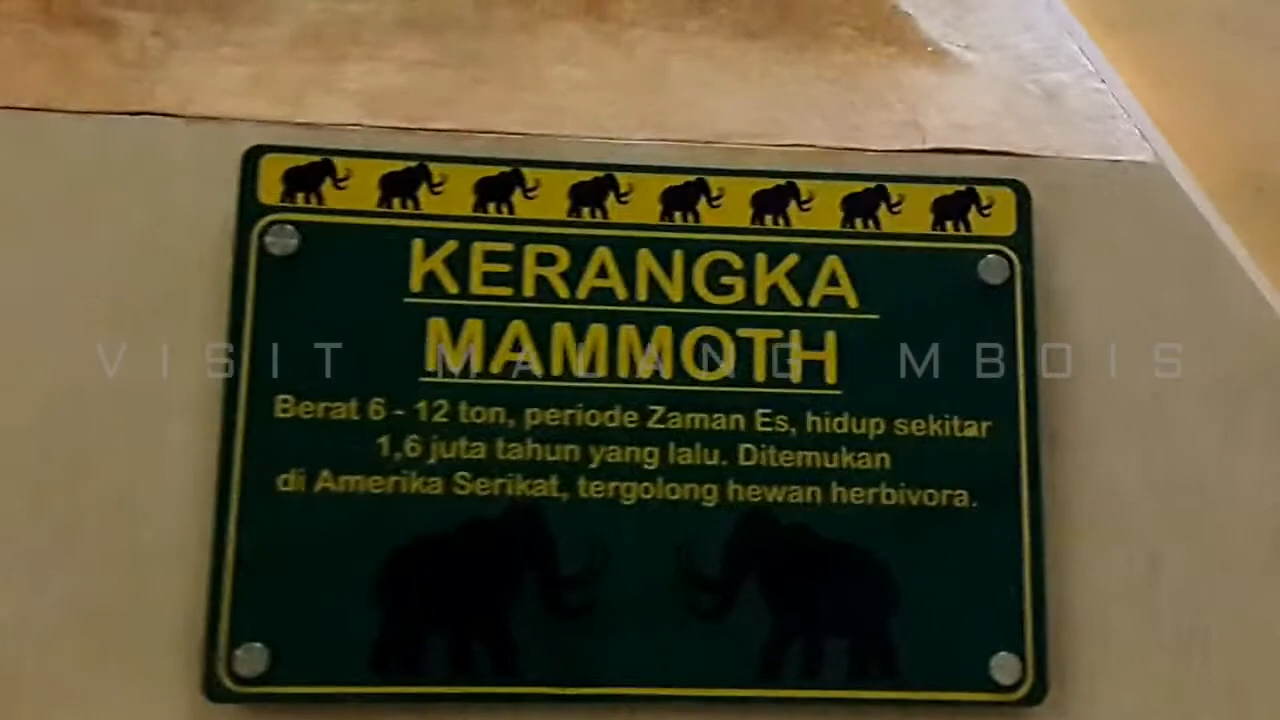 KERANGKA
MAMMOTH
VISIT MALANG MBOIS
Berat 6 - 12 ton, periode Zaman Es, hidup sekitar
1,6 juta tahun yang lalu. Ditemukan
di Amerika Serikat, tergolong hewan herbivora.